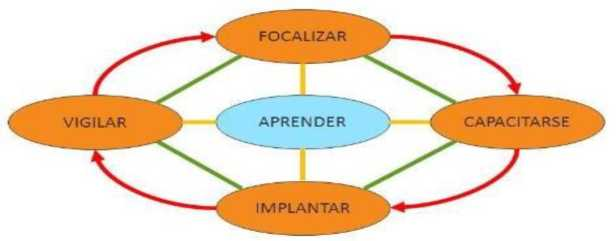 FOCALIZAR
VIGILAR
APRENDER
CAPACITARSE
IMPLANTAR